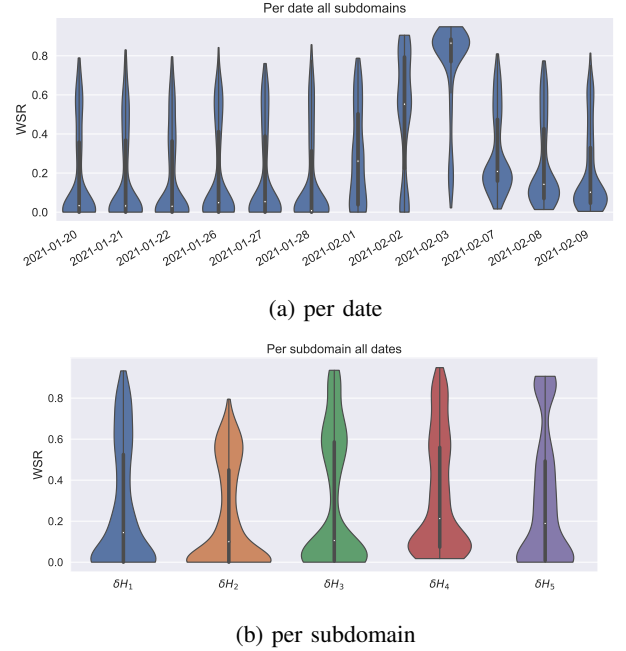 Per date all subdomains
WSR
0.8
0.6
0.4
0.2
0.0
2021-01-20
2021-01-21
2021-01-22
2021-01-26
2021-01-27
2021-01-28
2021-02-01
2021-02-02
2021-02-03
2021-02-07
2021-02-08
2021-02-09
(a) per date
Per subdomain all dates
WSR
0.8
0.6
0.4
0.2
0.0
δH₁
δH₂
δH₃
δH₄
δH₅
(b) per subdomain